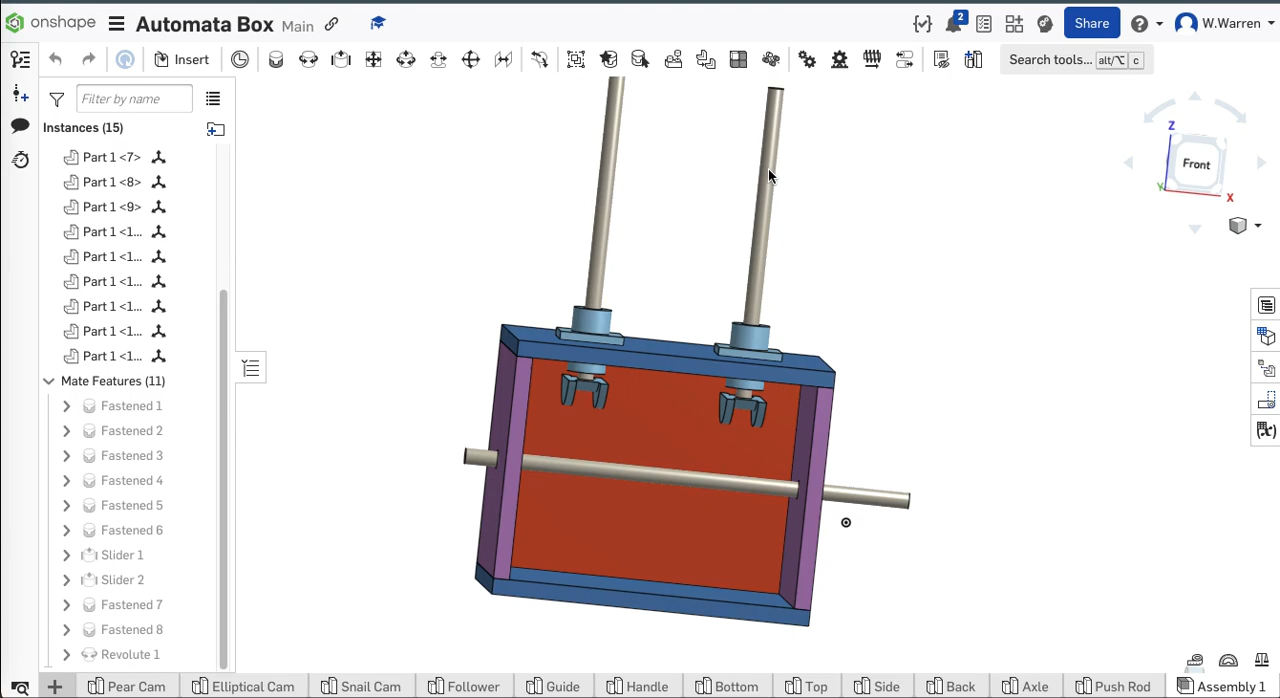 onshape Automata Box Main 2 Share W.Warren
Insert Search tools... alt/⌥ c
Filter by name
Instances (15)
Part 1 <7>
Part 1 <8>
Part 1 <9>
Part 1 <1...
Part 1 <1...
Part 1 <1...
Part 1 <1...
Part 1 <1...
Part 1 <1...
Mate Features (11)
Fastened 1
Fastened 2
Fastened 3
Fastened 4
Fastened 5
Fastened 6
Slider 1
Slider 2
Fastened 7
Fastened 8
Revolute 1
Z
Front
Y
X
(x)
Pear Cam Elliptical Cam Snail Cam Follower Guide Handle Bottom Top Side Back Axle Push Rod Assembly 1